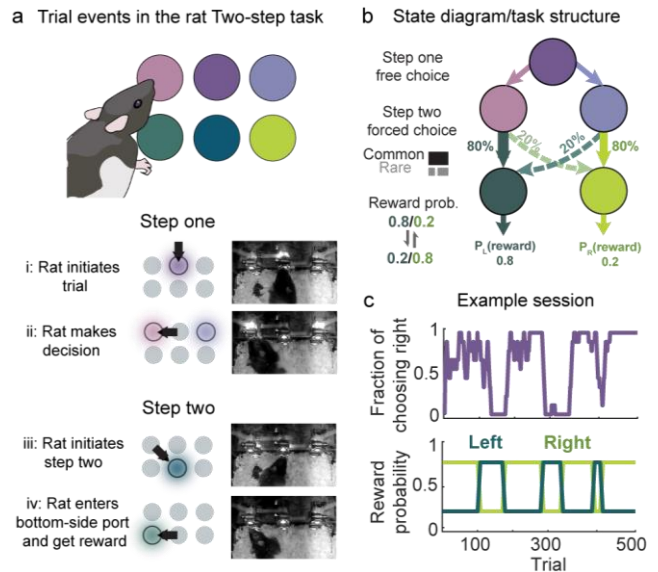 a Trial events in the rat Two-step task
Step one
i: Rat initiates
trial
ii: Rat makes
decision
Step two
iii: Rat initiates
step two
iv: Rat enters
bottom-side port
and get reward
b State diagram/task structure
Step one
free choice
Step two
forced choice
Common
Rare
80%
20%
20%
80%
Reward prob.
0.8/0.2
0.2/0.8
PL(reward)
0.8
PR(reward)
0.2
c Example session
Fraction of
choosing right
1
0.5
1
Reward
probability
1
0.5
0
Left
Right
100
300
500
Trial